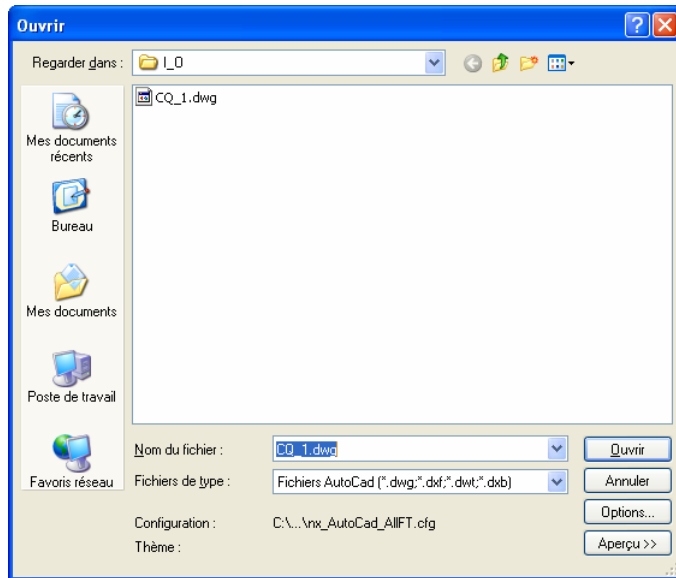 Ouvrir
Regarder dans :
I_0
CQ_1.dwg
Mes documents
récents
Bureau
Mes documents
Poste de travail
Favoris réseau
Nom du fichier :
CQ_1.dwg
Ouvrir
Fichiers de type :
Fichiers AutoCad (*.dwg;*.dxf;*.dwt;*.dxb)
Annuler
Configuration :
C:\...\nx_AutoCad_AllFT.cfg
Options...
Thème :
Aperçu >>